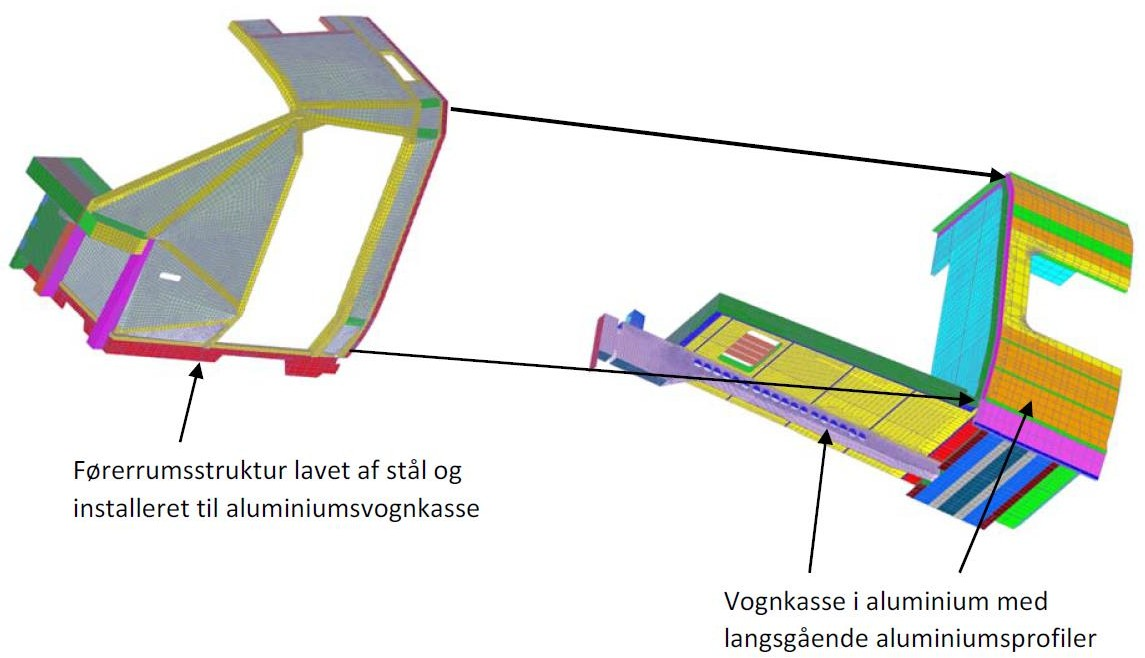 Førerrumsstruktur lavet af stål og
installeret til aluminiumsvognkasse
Vognkasse i aluminium med
langsgående aluminiumsprofiler